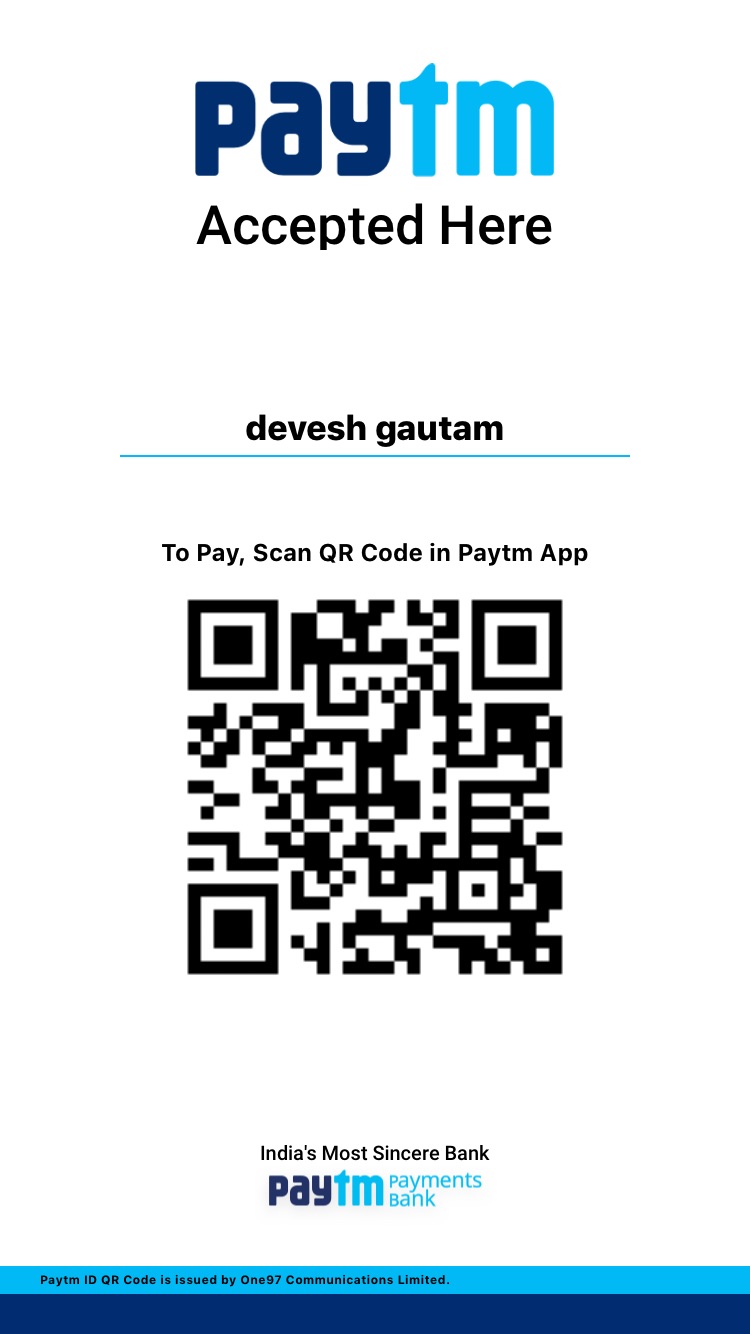 paytm
Accepted Here
devesh gautam
To Pay, Scan QR Code in Paytm App
India's Most Sincere Bank
paytm Payments Bank
Paytm ID QR Code is issued by One97 Communications Limited.